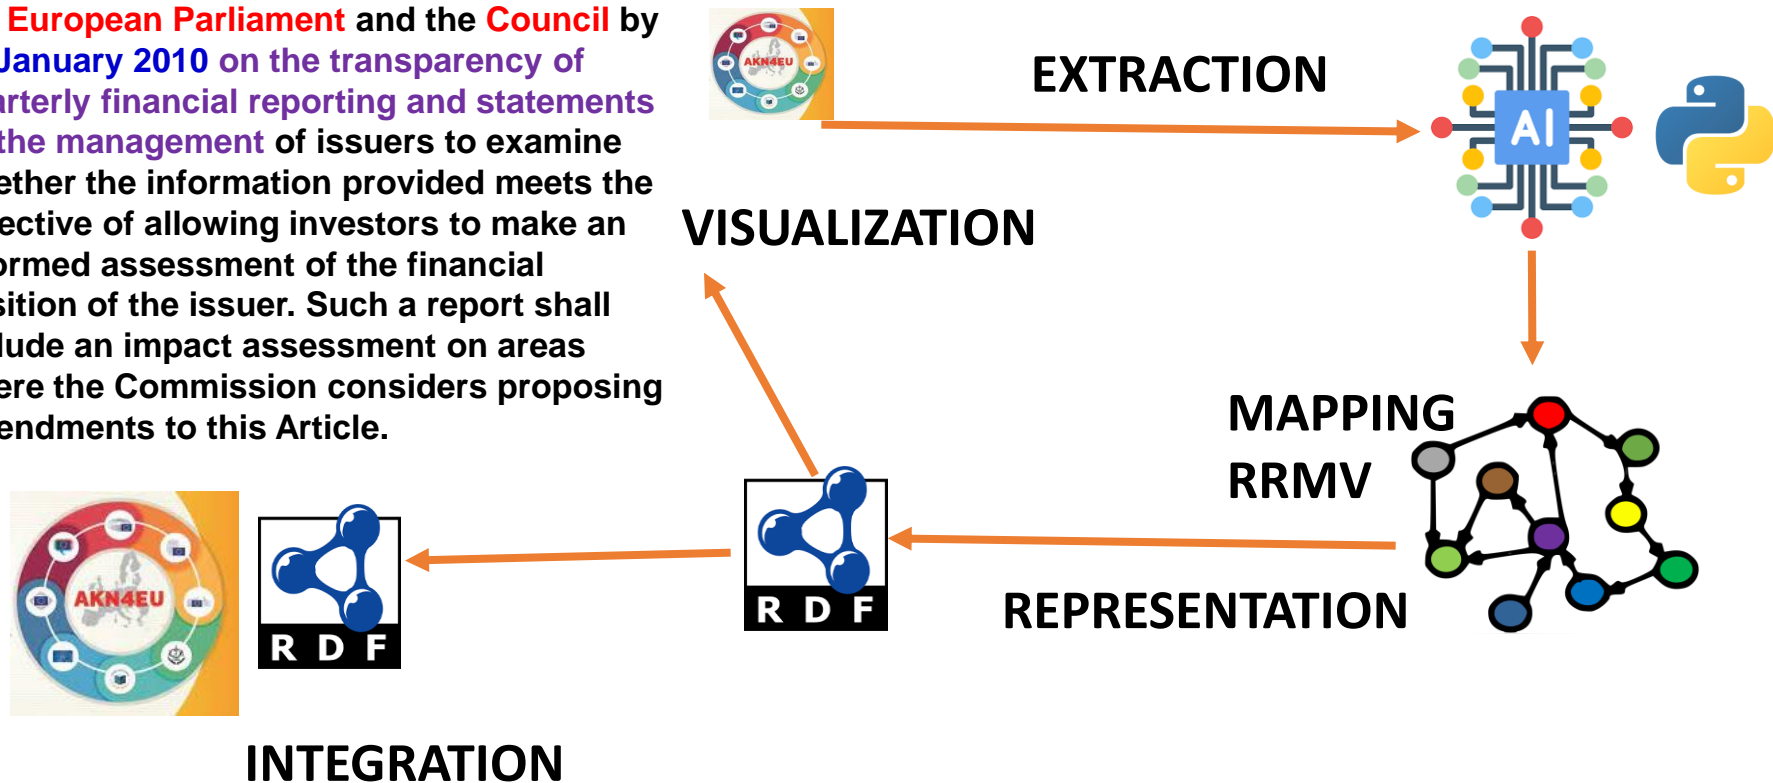 European Parliament and the Council by
January 2010 on the transparency of
arterly financial reporting and statements
the management of issuers to examine
ether the information provided meets the
ective of allowing investors to make an
ormed assessment of the financial
sition of the issuer. Such a report shall
lude an impact assessment on areas
ere the Commission considers proposing
endments to this Article.
AKN4EU
EXTRACTION
AI
VISUALIZATION
MAPPING
RRMV
REPRESENTATION
RDF
RDF
AKN4EU
INTEGRATION